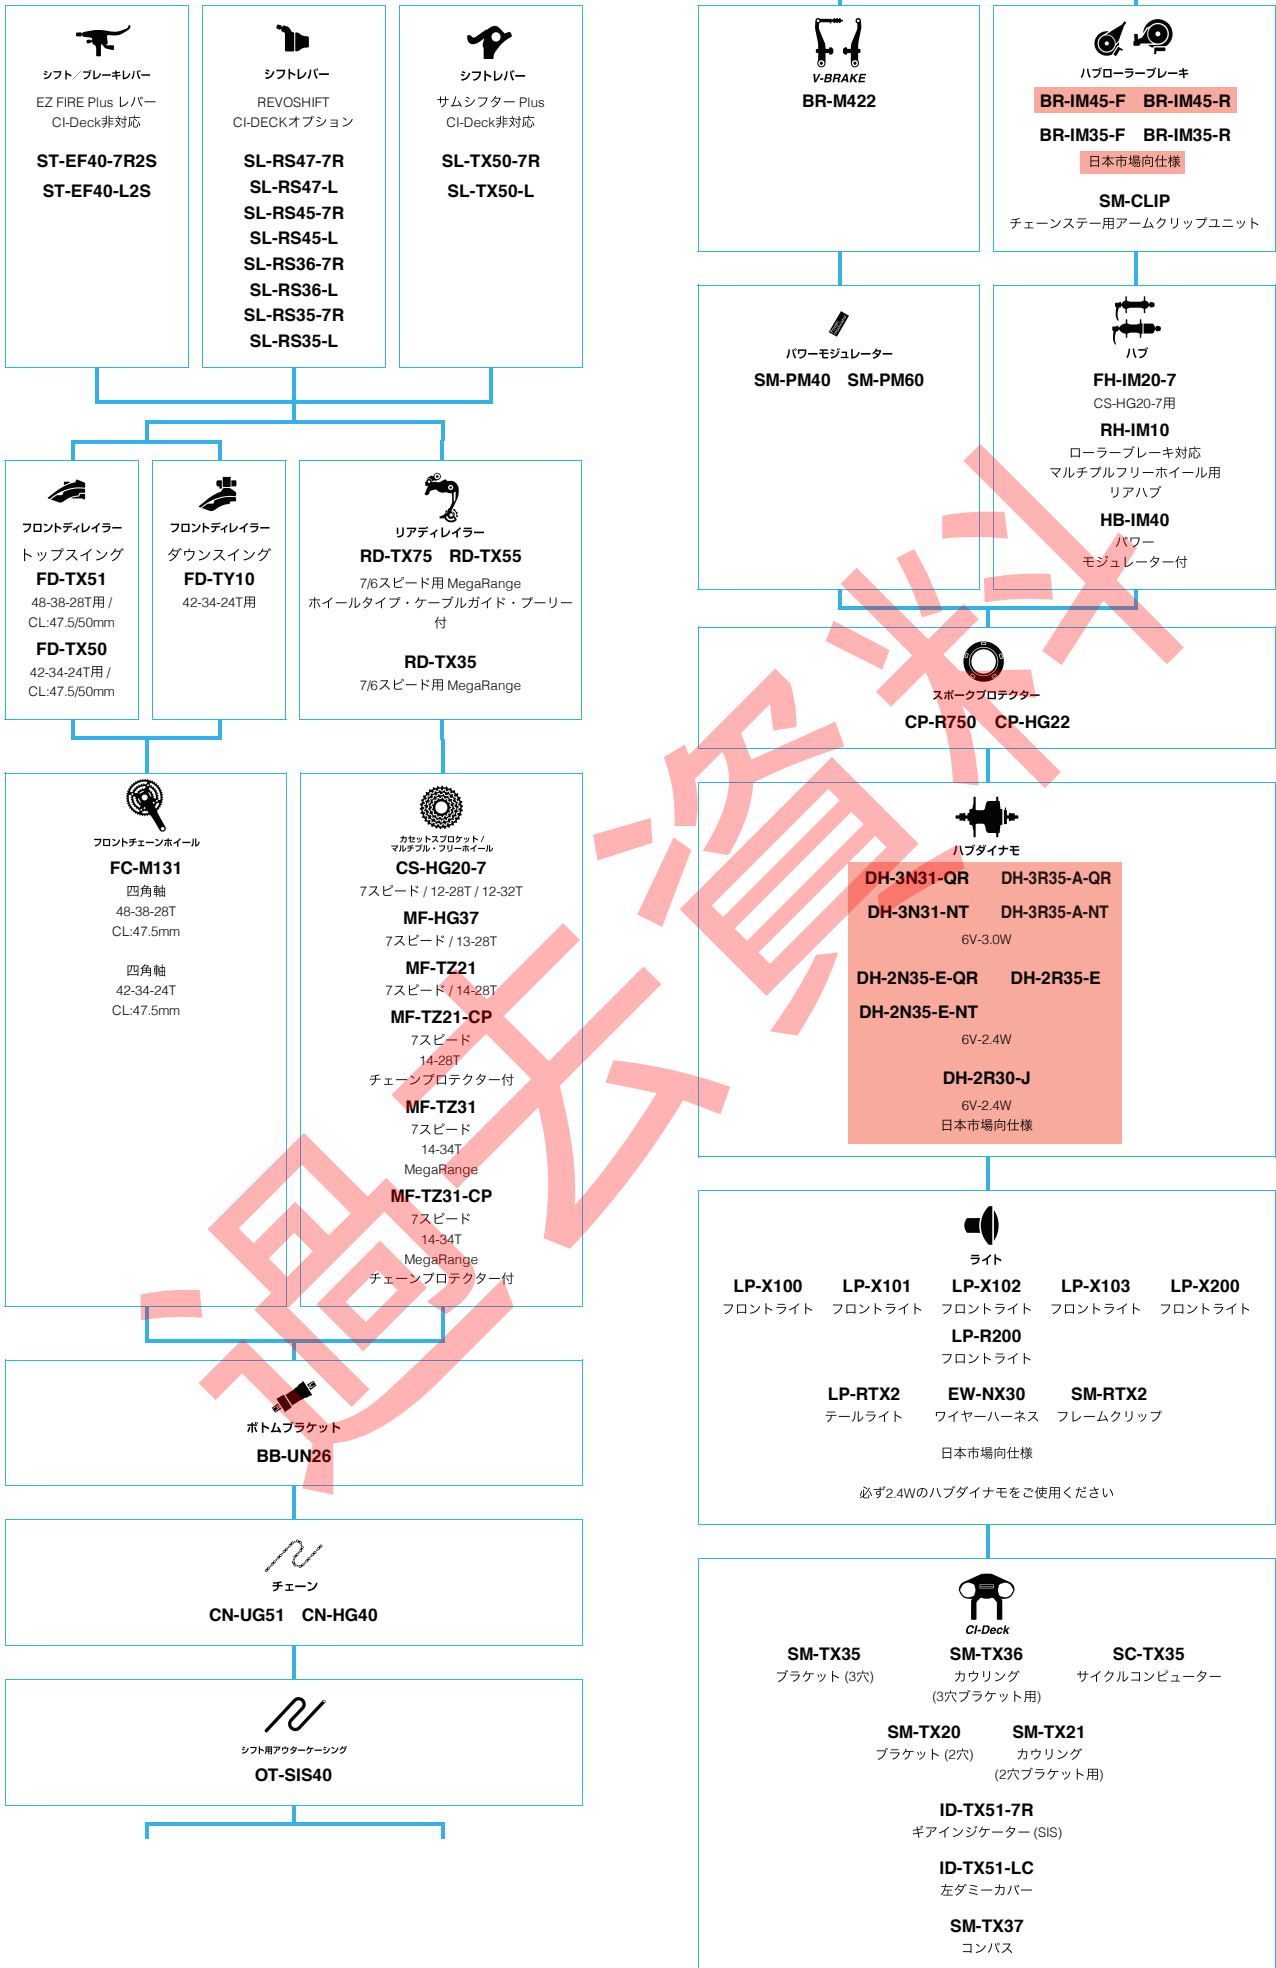 シフト／ブレーキレバー
EZ FIRE Plus レバー
CI-Deck非対応
ST-EF40-7R2S
ST-EF40-L2S
シフトレバー
REVOSHIFT
CI-DECKオプション
SL-RS47-7R
SL-RS47-L
SL-RS45-7R
SL-RS45-L
SL-RS36-7R
SL-RS36-L
SL-RS35-7R
SL-RS35-L
シフトレバー
サムシフター Plus
CI-Deck非対応
SL-TX50-7R
SL-TX50-L
フロントディレイラー
トップスイング
FD-TX51
48-38-28T用 /
CL:47.5/50mm
FD-TX50
42-34-24T用 /
CL:47.5/50mm
フロントディレイラー
ダウンスイング
FD-TY10
42-34-24T用
リアディレイラー
RD-TX75 RD-TX55
7/6スピード用 MegaRange
ホイールタイプ・ケーブルガイド・プーリー
付
RD-TX35
7/6スピード用 MegaRange
フロントチェーンホイール
FC-M131
四角軸
48-38-28T
CL:47.5mm
四角軸
42-34-24T
CL:47.5mm
カセットスプロケット /
マルチプル・フリーホイール
CS-HG20-7
7スピード / 12-28T / 12-32T
MF-HG37
7スピード / 13-28T
MF-TZ21
7スピード / 14-28T
MF-TZ21-CP
7スピード
14-28T
チェーンプロテクター付
MF-TZ31
7スピード
14-34T
MegaRange
MF-TZ31-CP
7スピード
14-34T
MegaRange
チェーンプロテクター付
ボトムブラケット
BB-UN26
チェーン
CN-UG51 CN-HG40
シフト用アウターケーシング
OT-SIS40
V-BRAKE
BR-M422
ハブローラーブレーキ
BR-IM45-F BR-IM45-R
BR-IM35-F BR-IM35-R
日本市場向仕様
SM-CLIP
チェーンステー用アームクリップユニット
パワーモジュレーター
SM-PM40 SM-PM60
ハブ
FH-IM20-7
CS-HG20-7用
RH-IM10
ローラーブレーキ対応
マルチプルフリーホイール用
リアハブ
HB-IM40
パワー
モジュレーター付
スポークプロテクター
CP-R750 CP-HG22
ハブダイナモ
DH-3N31-QR DH-3R35-A-QR
DH-3N31-NT DH-3R35-A-NT
6V-3.0W
DH-2N35-E-QR DH-2R35-E
DH-2N35-E-NT
6V-2.4W
DH-2R30-J
6V-2.4W
日本市場向仕様
ライト
LP-X100 LP-X101 LP-X102 LP-X103 LP-X200
フロントライト フロントライト フロントライト フロントライト フロントライト
LP-R200
フロントライト
LP-RTX2 EW-NX30 SM-RTX2
テールライト ワイヤーハーネス フレームクリップ
日本市場向仕様
必ず2.4Wのハブダイナモをご使用ください
CI-Deck
SM-TX35 SM-TX36 SC-TX35
ブラケット (3穴) カウリング サイクルコンピューター
(3穴ブラケット用)
SM-TX20 SM-TX21
ブラケット (2穴) カウリング
(2穴ブラケット用)
ID-TX51-7R
ギアインジケーター (SIS)
ID-TX51-LC
左ダミーカバー
SM-TX37
コンパス
過去資料